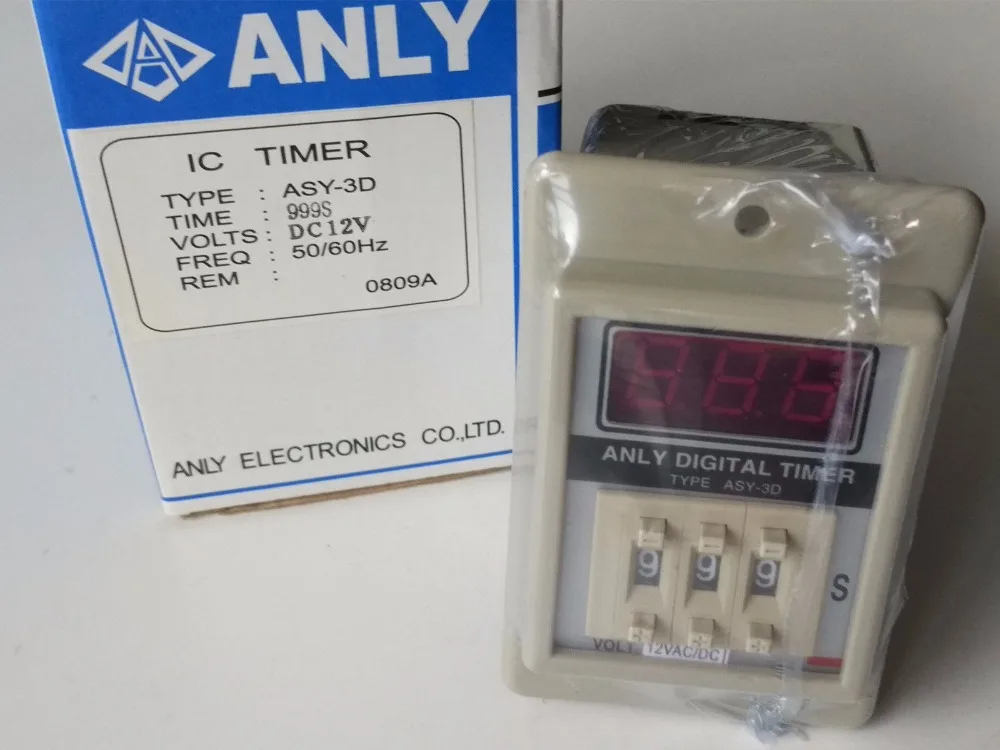 ANLY
IC TIMER
TYPE : ASY-3D
TIME : 999S
VOLTS : DC12V
FREQ : 50/60Hz
REM :
0809A
ANLY ELECTRONICS CO.,LTD.
ANLY DIGITAL TIMER
TYPE ASY-3D
9 9 9 S
VOLT 12VAC/DC